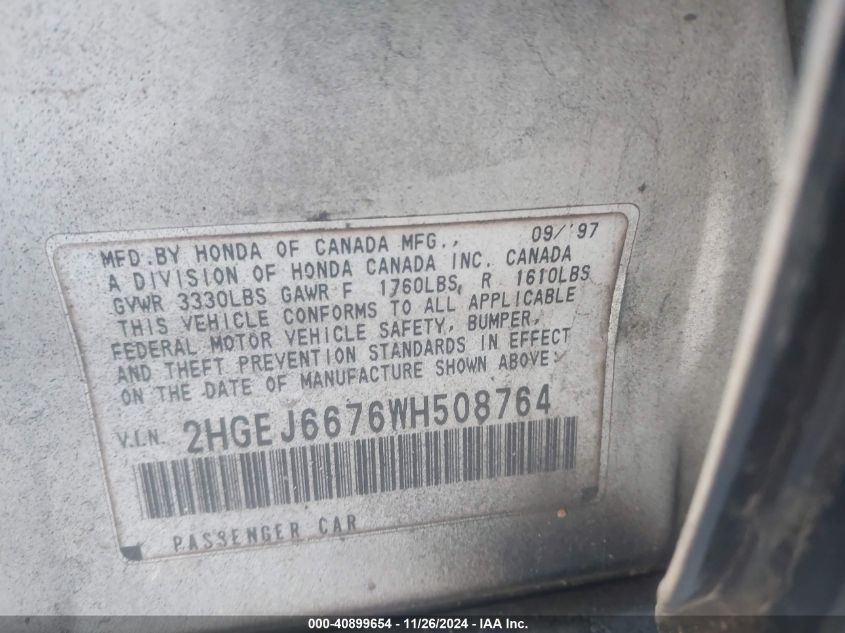 MFD. BY HONDA OF CANADA MFG., 09/'97
A DIVISION OF HONDA CANADA INC. CANADA
GVWR 3330LBS GAWR F 1760LBS, R 1610LBS
THIS VEHICLE CONFORMS TO ALL APPLICABLE
FEDERAL MOTOR VEHICLE SAFETY, BUMPER,
AND THEFT PREVENTION STANDARDS IN EFFECT
ON THE DATE OF MANUFACTURE SHOWN ABOVE.
V.I.N. 2HGEJ6676WH508764
PASSENGER CAR
000-40899654 - 11/26/2024 - IAA Inc.